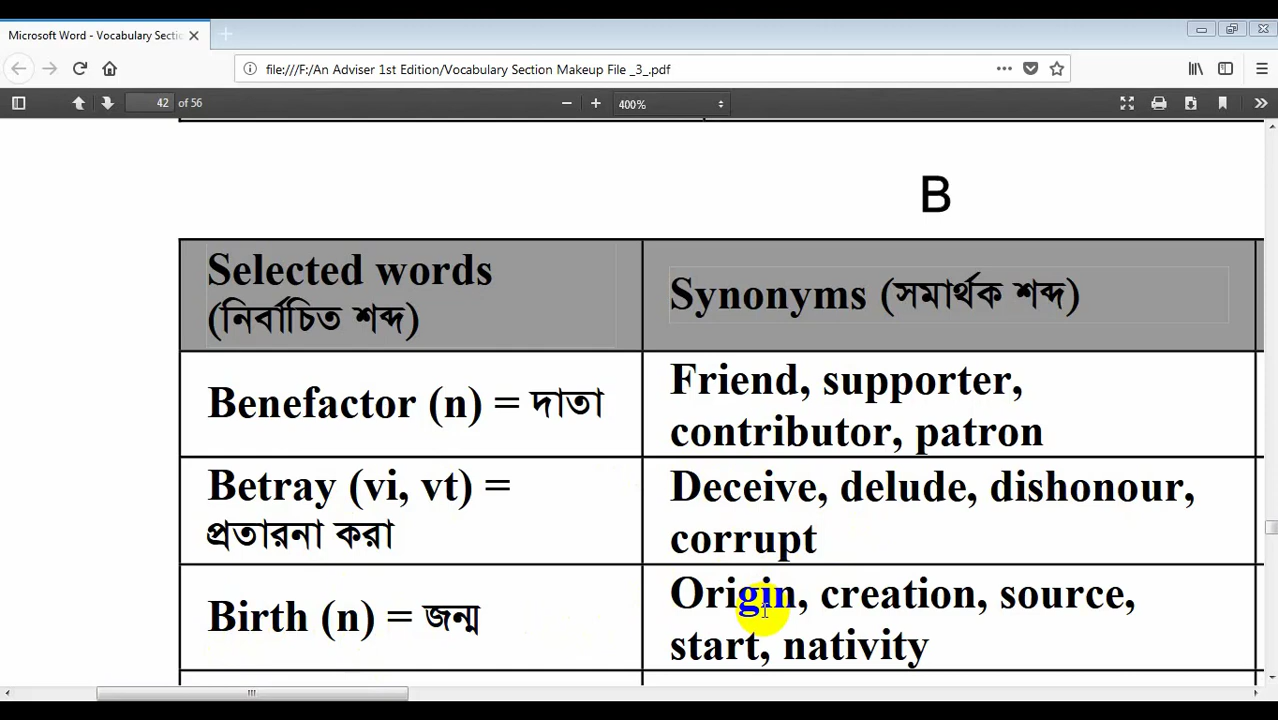 Microsoft Word - Vocabulary Secti
file:///F:/An Adviser 1st Edition/Vocabulary Section Makeup File _3_.pdf
42 of 56
400%
B
Selected words
(নির্বাচিত শব্দ)
Synonyms (সমার্থক শব্দ)
Benefactor (n) = দাতা
Friend, supporter,
contributor, patron
Betray (vi, vt) =
প্রতারনা করা
Deceive, delude, dishonour,
corrupt
Birth (n) = জন্ম
Origin, creation, source,
start, nativity